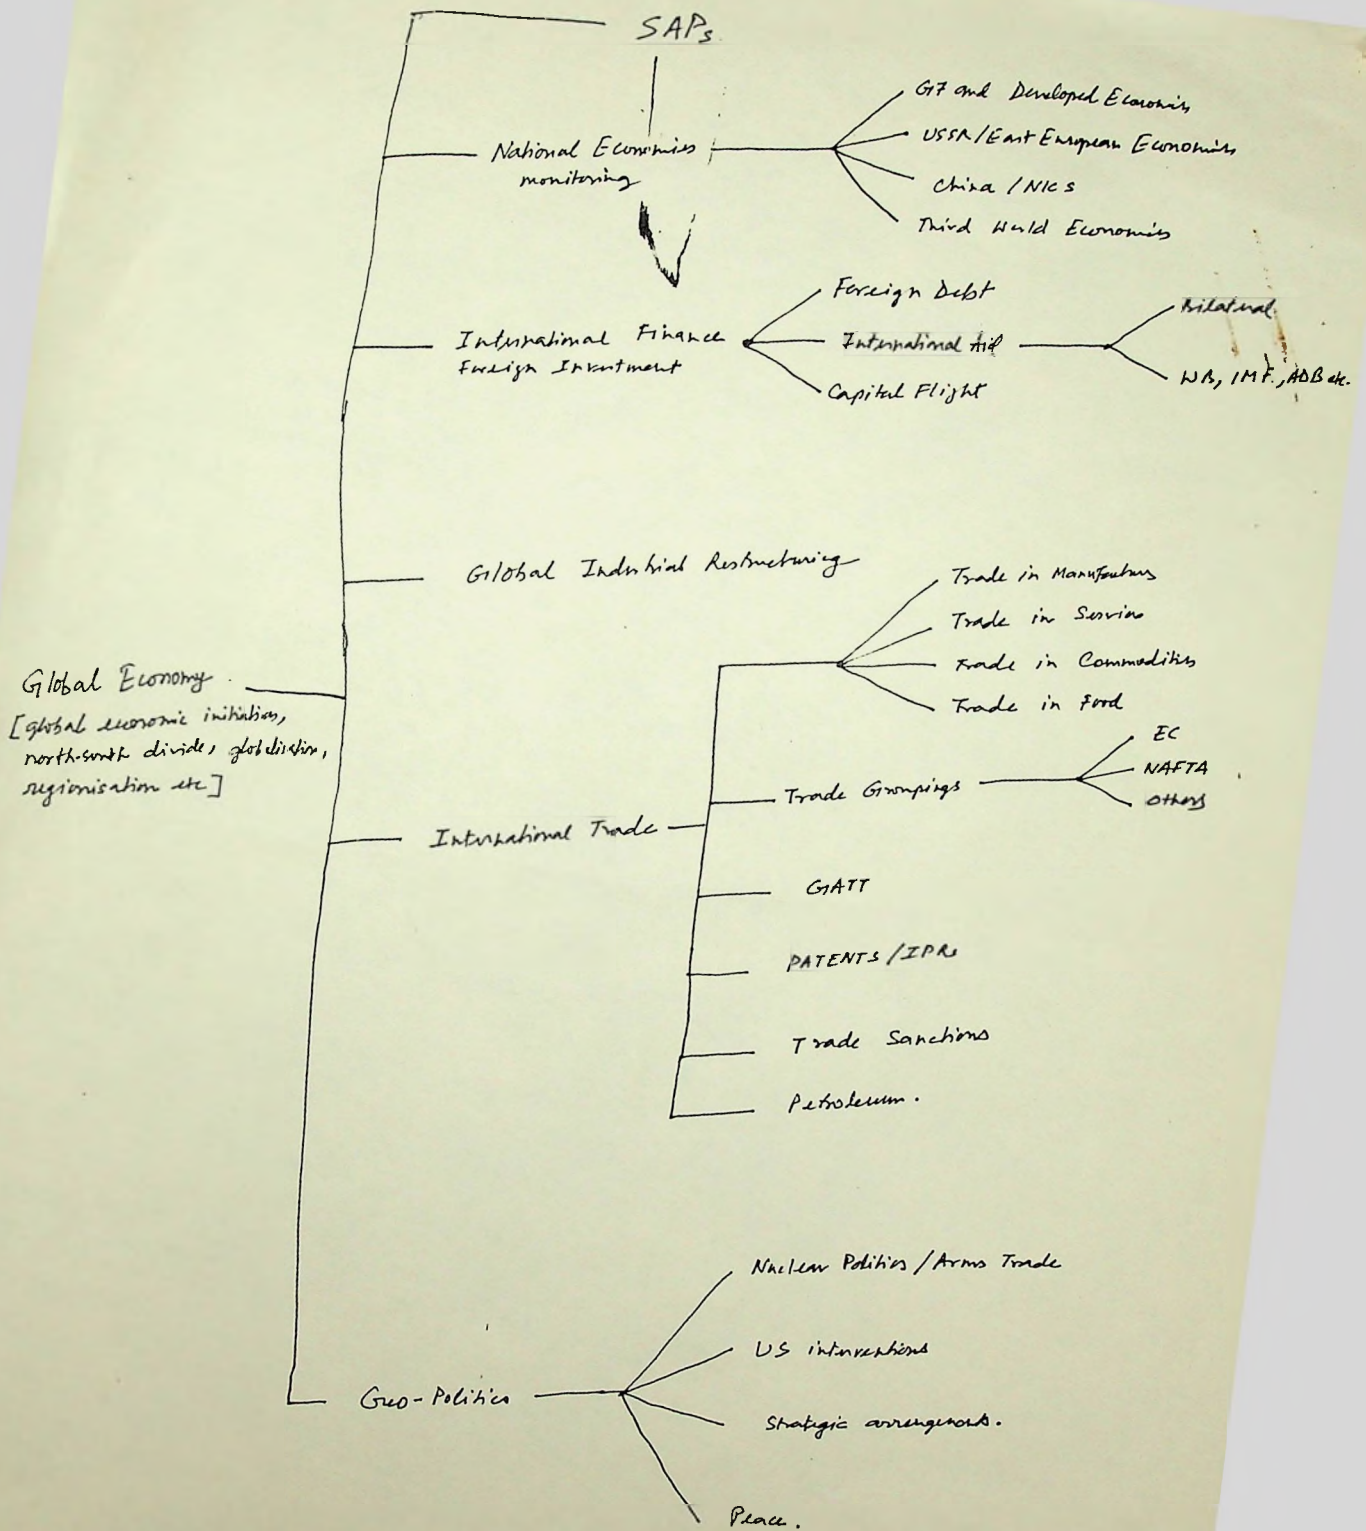 SAPs
G7 and Developed Economies
National Economies
monitoring
USSR/East European Economies
China / NICs
Third World Economies
Foreign Debt
International Finance
Foreign Investment
International Aid
Capital Flight
Bilateral
WB, IMF, ADB etc.
Global Industrial Restructuring
Trade in Manufactures
Trade in Services
Trade in Commodities
Trade in Food
Global Economy
[global economic initiatives,
north-south divide, globalisation,
regionisation etc]
Trade Groupings
EC
NAFTA
Others
International Trade
GATT
PATENTS/IPRs
Trade Sanctions
Petroleum.
Nuclear Politics/Arms Trade
US interventions
Geo-Politics
Strategic arrangements.
Peace.